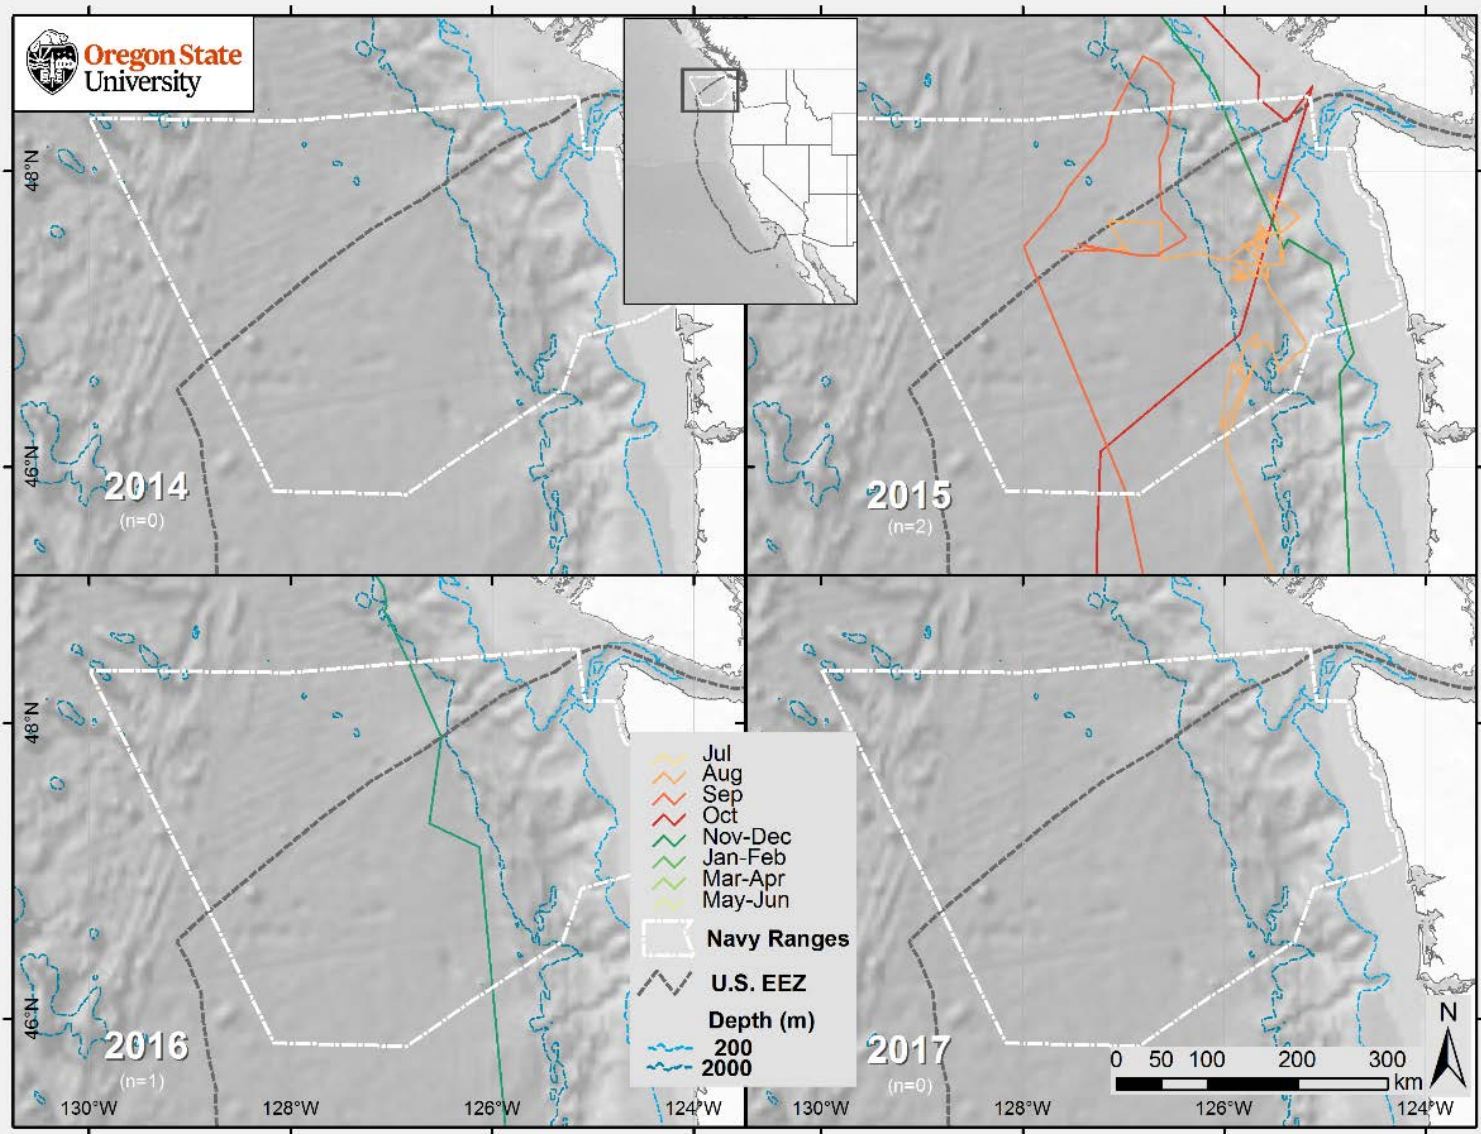 Oregon State
University
48°N
46°N
2014
(n=0)
2015
(n=2)
48°N
46°N
2016
(n=1)
2017
(n=0)
Jul
Aug
Sep
Oct
Nov-Dec
Jan-Feb
Mar-Apr
May-Jun
Navy Ranges
U.S. EEZ
Depth (m)
200
2000
N
0 50 100 200 300
km
130°W 128°W 126°W 124°W 130°W 128°W 126°W 124°W